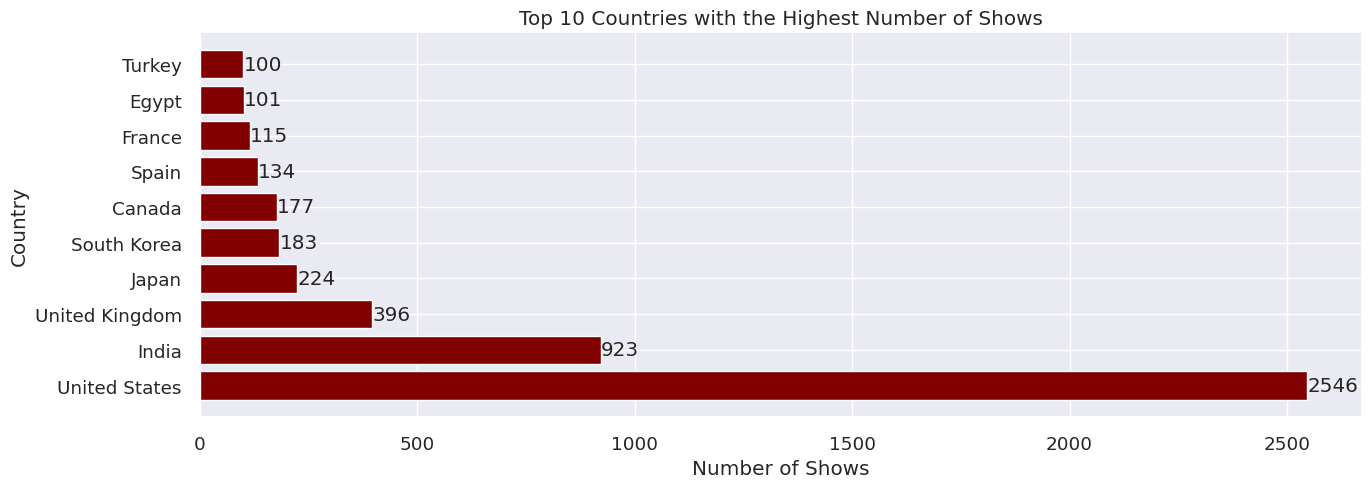 Top 10 Countries with the Highest Number of Shows
Country
Turkey 100
Egypt 101
France 115
Spain 134
Canada 177
South Korea 183
Japan 224
United Kingdom 396
India 923
United States 2546
0 500 1000 1500 2000 2500
Number of Shows